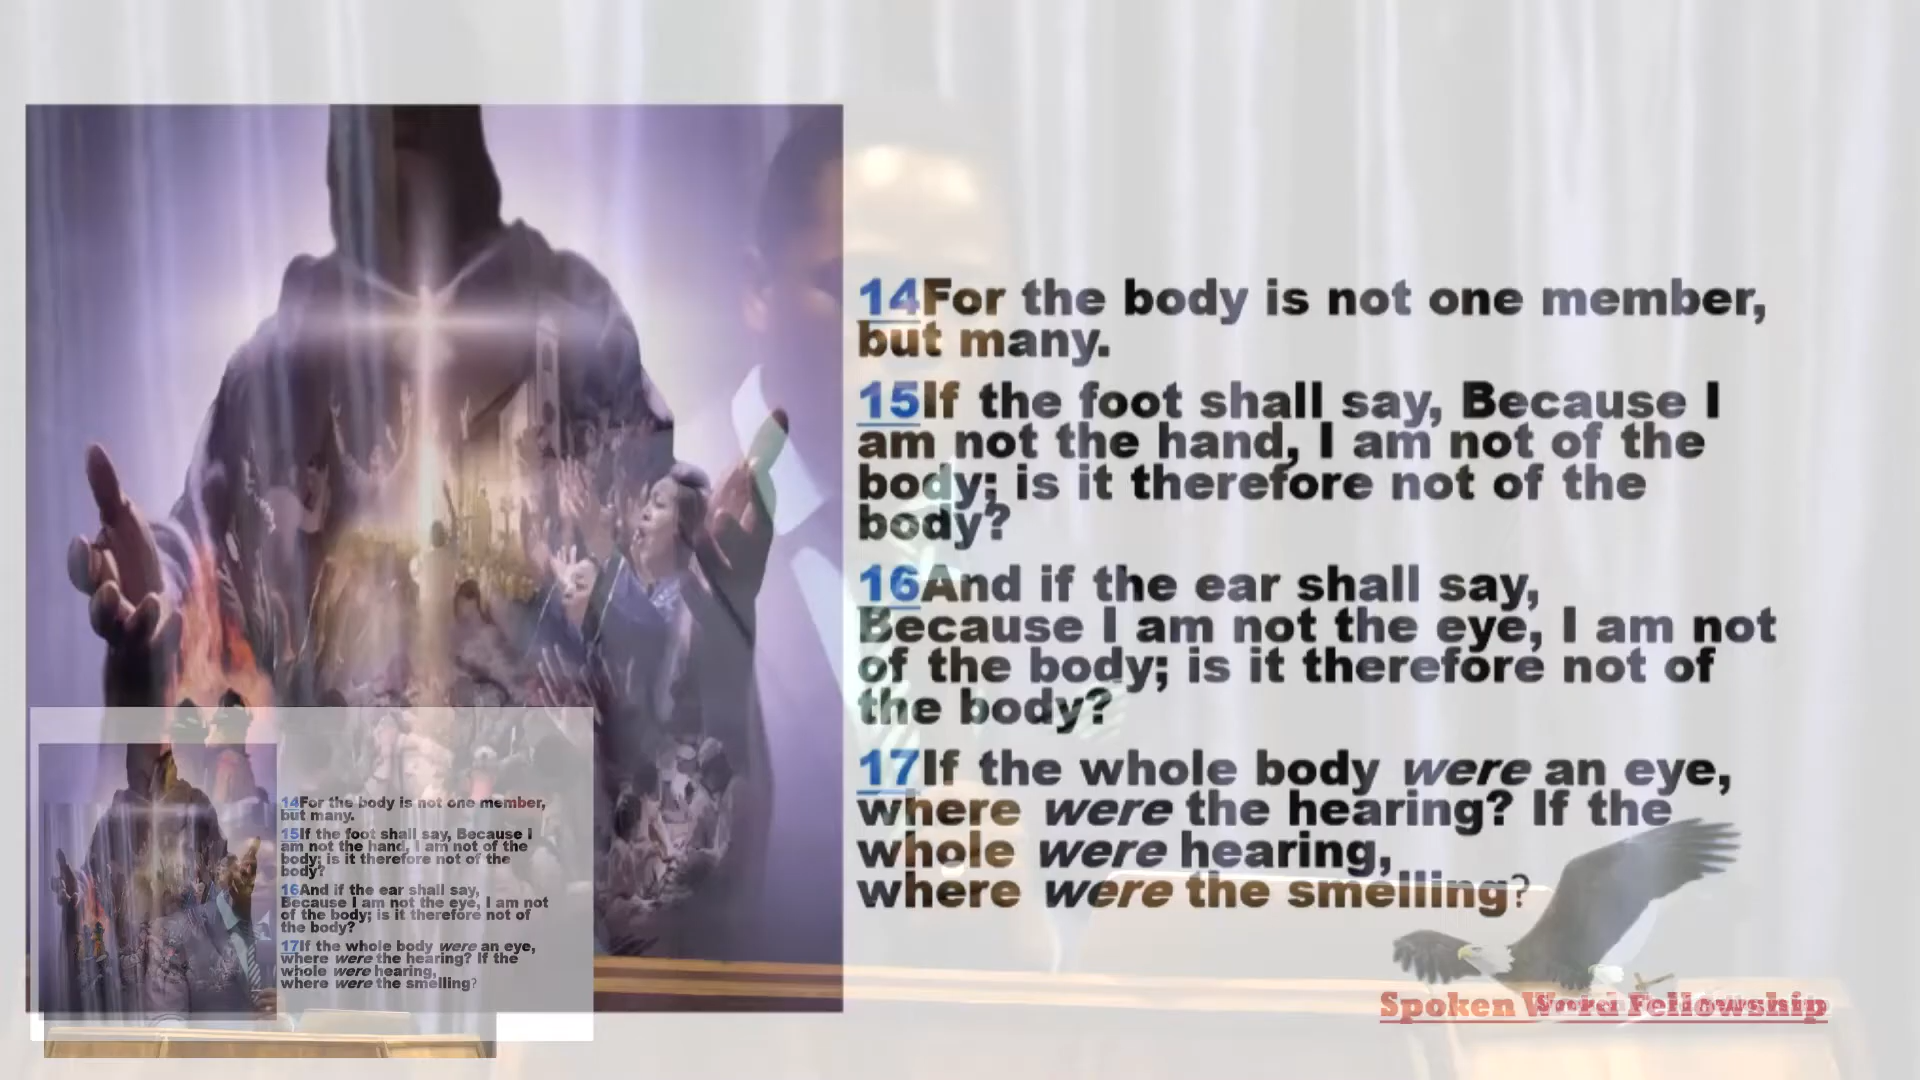 14For the body is not one member,
but many.
15If the foot shall say, Because I
am not the hand, I am not of the
body; is it therefore not of the
body?
16And if the ear shall say,
Because I am not the eye, I am not
of the body; is it therefore not of
the body?
17If the whole body were an eye,
where were the hearing? If the
whole were hearing,
where were the smelling?
14For the body is not one member,
but many.
15If the foot shall say, Because I
am not the hand, I am not of the
body; is it therefore not of the
body?
16And if the ear shall say,
Because I am not the eye, I am not
of the body; is it therefore not of
the body?
17If the whole body were an eye,
where were the hearing? If the
whole were hearing,
where were the smelling?
Spoken Word Fellowship